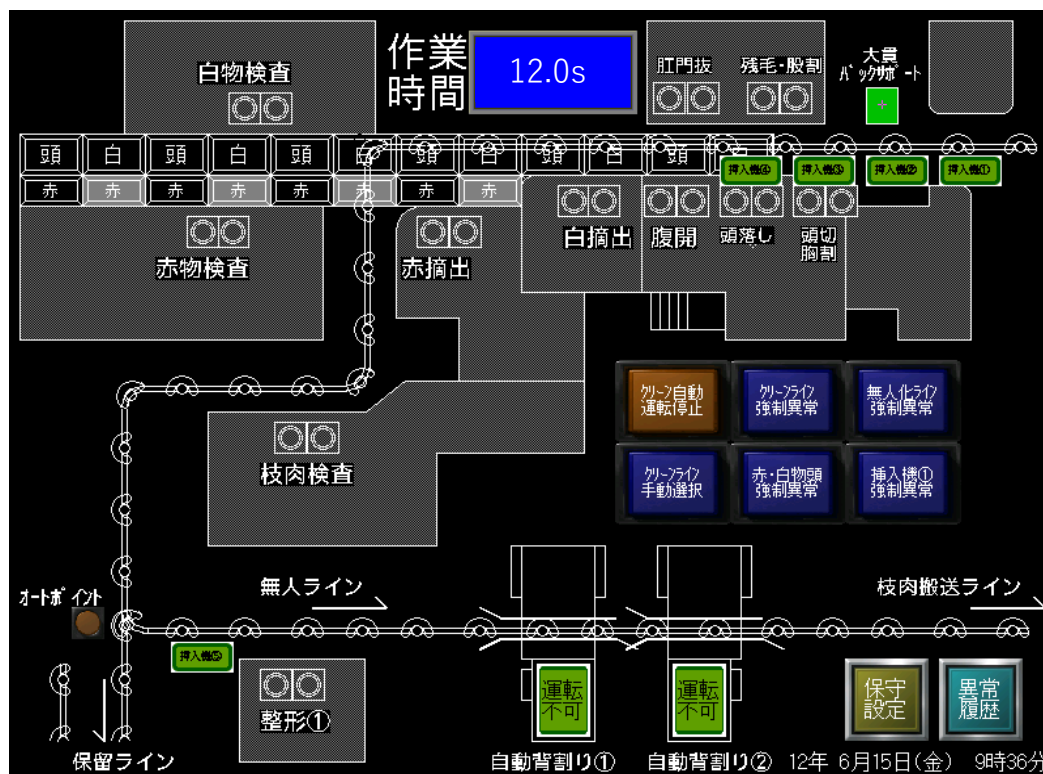 作業
時間
12.0s
白物検査
肛門抜
残毛・股割
大貫
バックサポート
頭 白 頭 白 頭 白 頭 白 頭 白 頭
赤 赤 赤 赤 赤 赤 赤 赤
挿入機④
挿入機③
挿入機②
挿入機①
赤物検査
赤摘出
白摘出
腹開
頭落し
頭切
胸割
クリーン自動
運転停止
クリーンライン
強制異常
無人化ライン
強制異常
クリーンライン
手動選択
赤・白物頭
強制異常
挿入機①
強制異常
枝肉検査
オートポイント
無人ライン
枝肉搬送ライン
挿入機⑤
整形①
保留ライン
運転
不可
運転
不可
自動背割り①
自動背割り②
保守
設定
異常
履歴
12年 6月15日(金) 9時36分